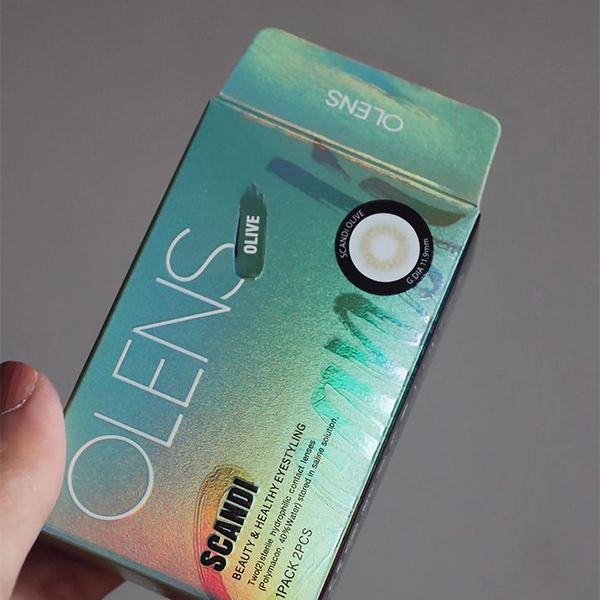 OLENS
OLENS
OLIVE
SCANDI OLIVE
G.DIA 11.9mm
SCANDI
BEAUTY & HEALTHY EYESTYLING
Two(2) sterile hydrophilic contact lenses
(Polymacon, 40%Water) stored in saline solution.
1PACK 2PCS